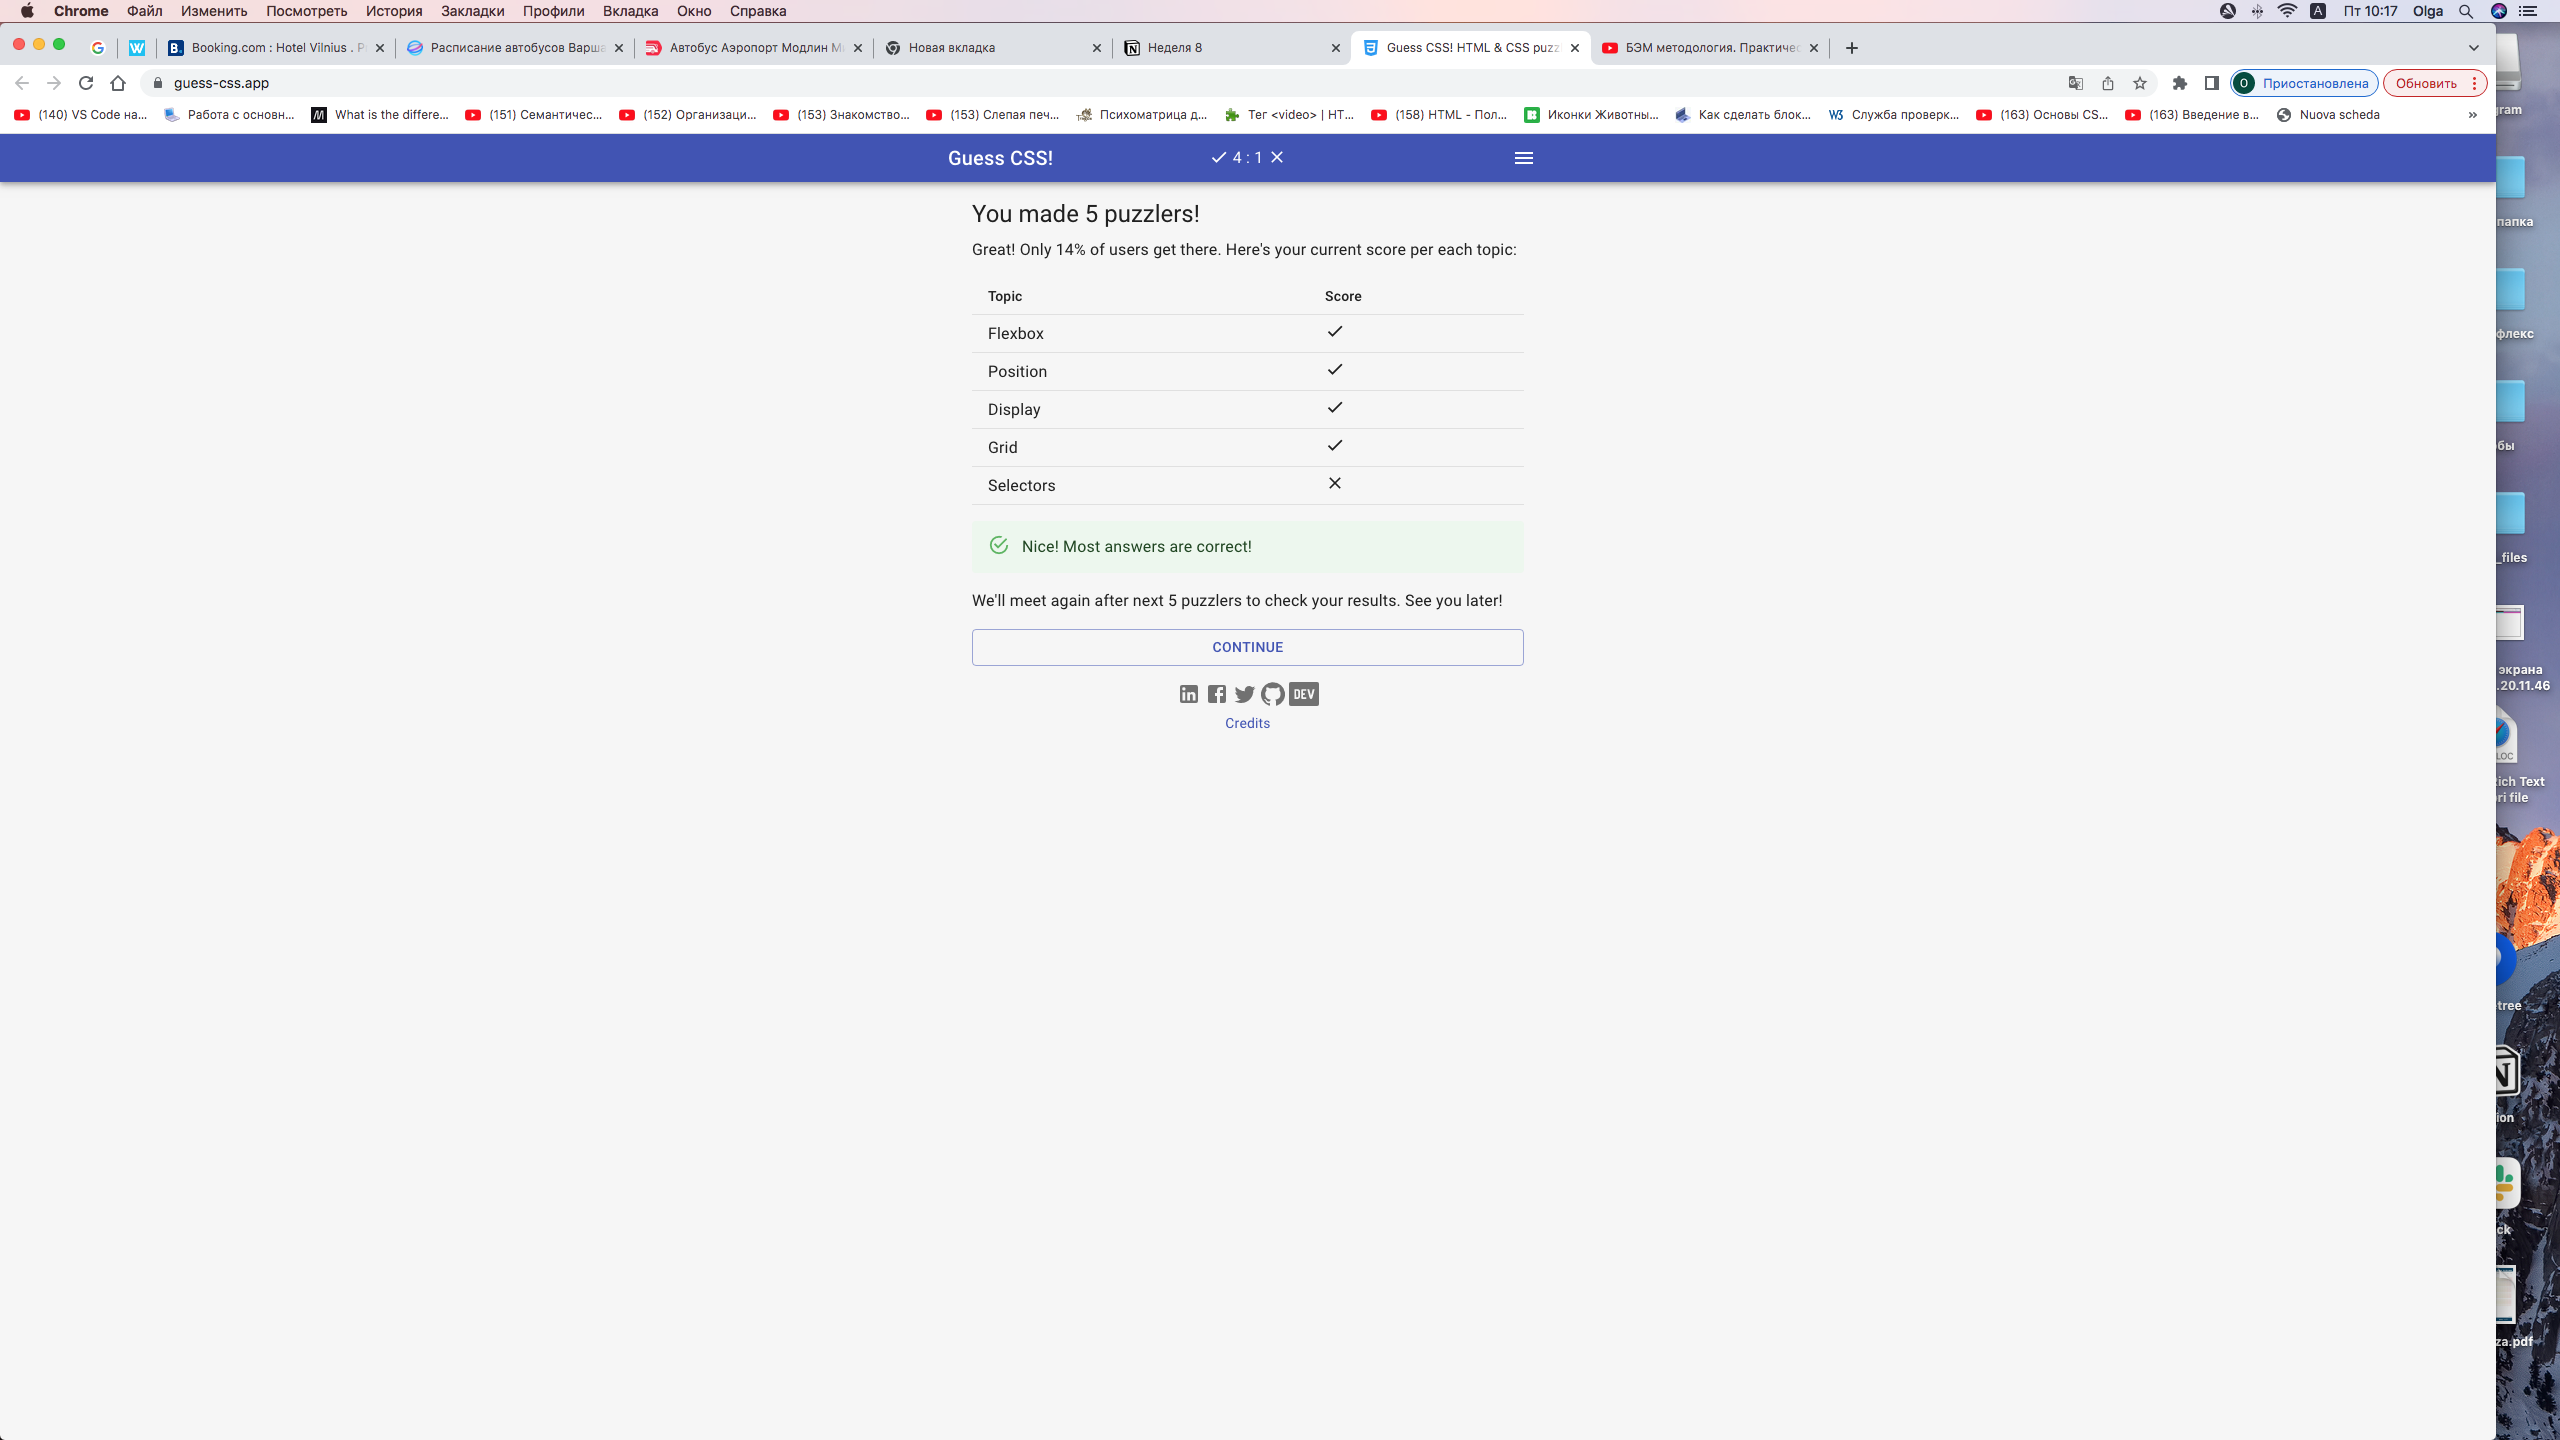 Chrome Файл Изменить Посмотреть История Закладки Профили Вкладка Окно Справка A Пт 10:17 Olga
Booking.com : Hotel Vilnius . Расписание автобусов Варша Автобус Аэропорт Модлин Новая вкладка Неделя 8 Guess CSS! HTML & CSS puzz БЭМ методология. Практичес
guess-css.app O Приостановлена Обновить
(140) VS Code на... Работа с основн... What is the differe... (151) Семантичес... (152) Организаци... (153) Знакомство... (153) Слепая печ... Психоматрица д... Тег <video> | HT... (158) HTML - Пол... Иконки Животны... Как сделать блок... Служба проверк... (163) Основы CS... (163) Введение в... Nuova scheda »
gram
Guess CSS! 4 : 1
You made 5 puzzlers!
папка
Great! Only 14% of users get there. Here's your current score per each topic:
Topic Score
Flexbox
флекс
Position
Display
Grid
бы
Selectors
Nice! Most answers are correct!
_files
We'll meet again after next 5 puzzlers to check your results. See you later!
CONTINUE
экрана
.20.11.46
DEV
Credits
LOC
Rich Text
ri file
tree
ion
ck
za.pdf